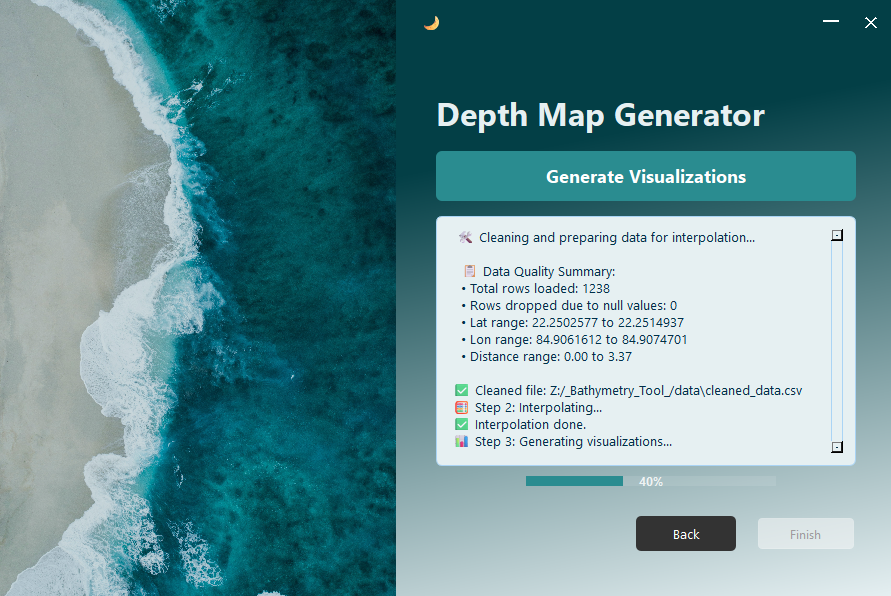 Depth Map Generator
Generate Visualizations
🛠 Cleaning and preparing data for interpolation...
📋 Data Quality Summary:
• Total rows loaded: 1238
• Rows dropped due to null values: 0
• Lat range: 22.2502577 to 22.2514937
• Lon range: 84.9061612 to 84.9074701
• Distance range: 0.00 to 3.37
✅ Cleaned file: Z:/_Bathymetry_Tool_/data\cleaned_data.csv
🧮 Step 2: Interpolating...
✅ Interpolation done.
📊 Step 3: Generating visualizations...
40%
Back
Finish